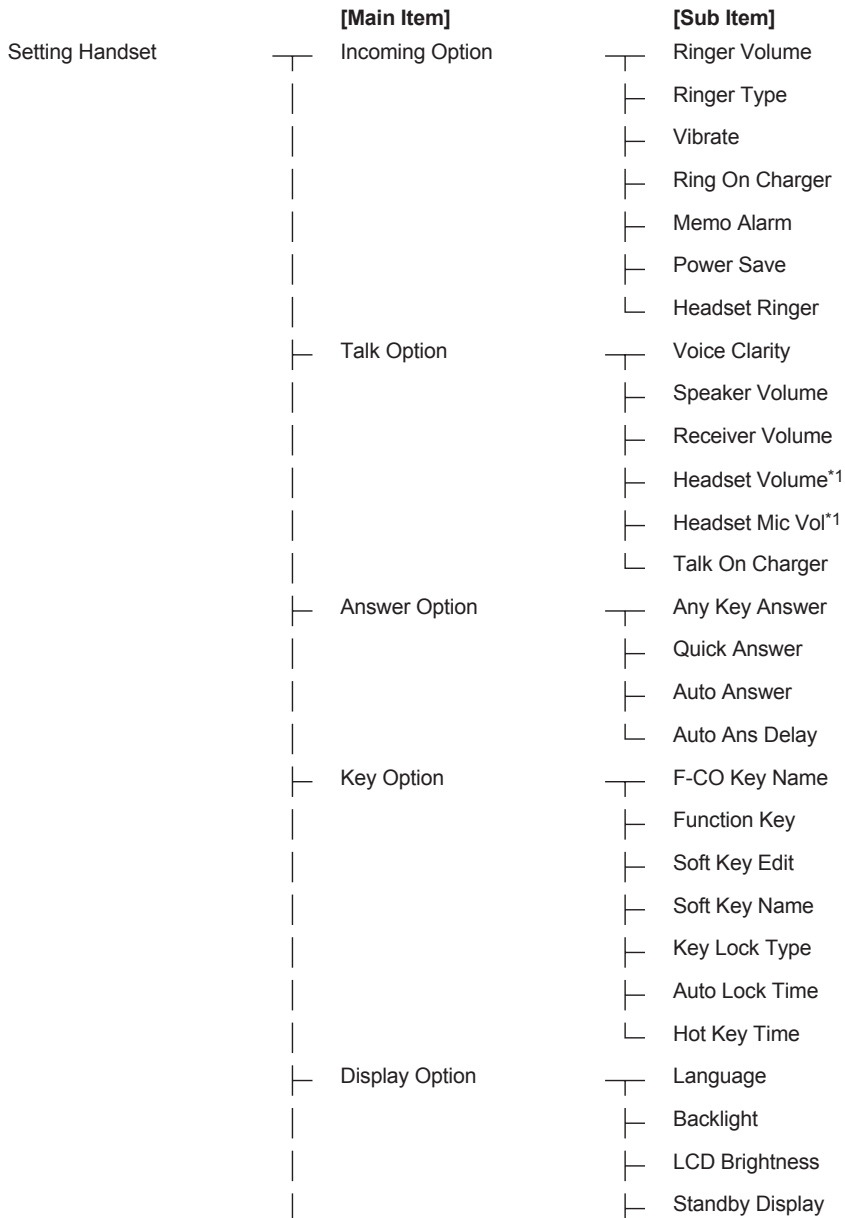 [Main Item] [Sub Item]
Setting Handset Incoming Option Ringer Volume
Ringer Type
Vibrate
Ring On Charger
Memo Alarm
Power Save
Headset Ringer
Talk Option Voice Clarity
Speaker Volume
Receiver Volume
Headset Volume*1
Headset Mic Vol*1
Talk On Charger
Answer Option Any Key Answer
Quick Answer
Auto Answer
Auto Ans Delay
Key Option F-CO Key Name
Function Key
Soft Key Edit
Soft Key Name
Key Lock Type
Auto Lock Time
Hot Key Time
Display Option Language
Backlight
LCD Brightness
Standby Display